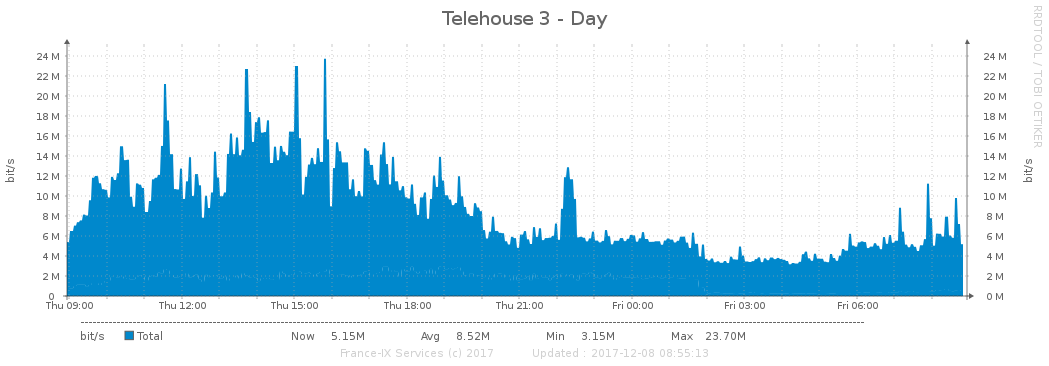 Telehouse 3 - Day
RRDTOOL / TOBI OETIKER
bit/s
24 M 24 M
22 M 22 M
20 M 20 M
18 M 18 M
16 M 16 M
14 M 14 M
12 M 12 M
10 M 10 M
8 M 8 M
6 M 6 M
4 M 4 M
2 M 2 M
0 0 M
bit/s
Thu 09:00 Thu 12:00 Thu 15:00 Thu 18:00 Thu 21:00 Fri 00:00 Fri 03:00 Fri 06:00
bit/s Total Now 5.15M Avg 8.52M Min 3.15M Max 23.70M
France-IX Services (c) 2017 Updated : 2017-12-08 08:55:13